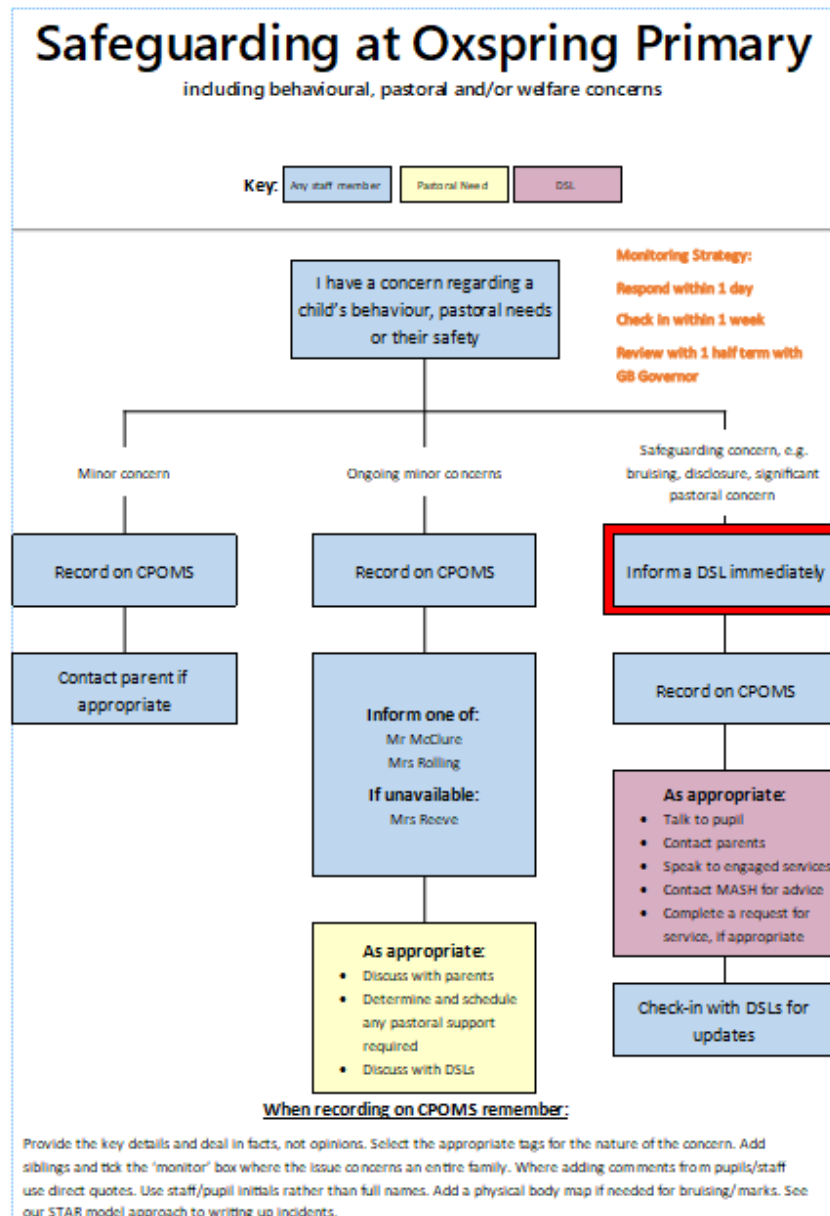 Safeguarding at Oxspring Primary
including behavioural, pastoral and/or welfare concerns
Key:
Any staff member
Pastoral Need
DSL
I have a concern regarding a
child's behaviour, pastoral needs
or their safety
Monitoring Strategy:
Respond within 1 day
Check in within 1 week
Review with 1 half term with
GB Governor
Minor concern
Ongoing minor concerns
Safeguarding concern, e.g.
bruising, disclosure, significant
pastoral concern
Record on CPOMS
Record on CPOMS
Inform a DSL immediately
Contact parent if
appropriate
Inform one of:
Mr McClure
Mrs Rolling
If unavailable:
Mrs Reeve
Record on CPOMS
As appropriate:
• Talk to pupil
• Contact parents
• Speak to engaged services
• Contact MASH for advice
• Complete a request for
service, if appropriate
As appropriate:
• Discuss with parents
• Determine and schedule
any pastoral support
required
• Discuss with DSLs
Check-in with DSLs for
updates
When recording on CPOMS remember:
Provide the key details and deal in facts, not opinions. Select the appropriate tags for the nature of the concern. Add
siblings and tick the 'monitor' box where the issue concerns an entire family. Where adding comments from pupils/staff
use direct quotes. Use staff/pupil initials rather than full names. Add a physical body map if needed for bruising/marks. See
our STAR model approach to writing up incidents.